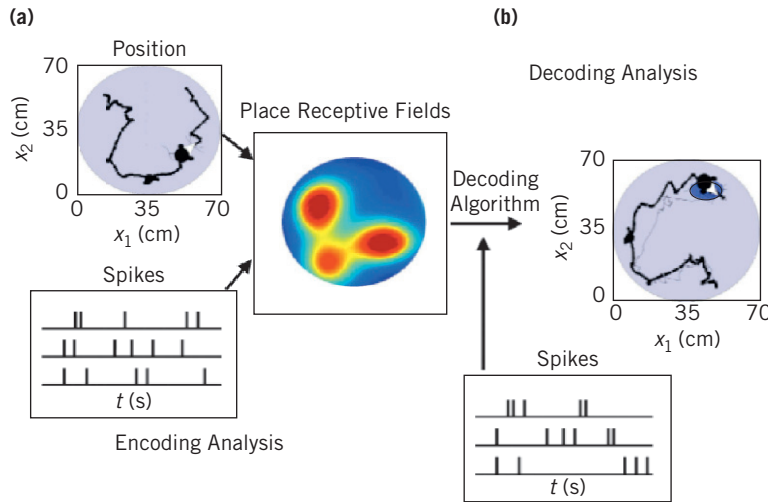 (a)
Position
70
35
0
x₂ (cm)
0 35 70
x₁ (cm)
Spikes
t (s)
Encoding Analysis
Place Receptive Fields
Decoding
Algorithm
(b)
Decoding Analysis
70
35
0
x₂ (cm)
0 35 70
x₁ (cm)
Spikes
t (s)